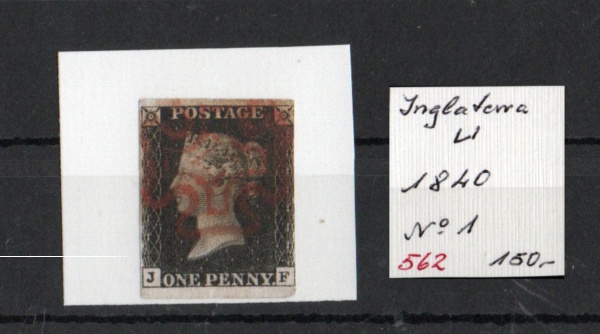 POSTAGE
J ONE PENNY. F
Inglaterra
1840
Nº 1
562 150,-